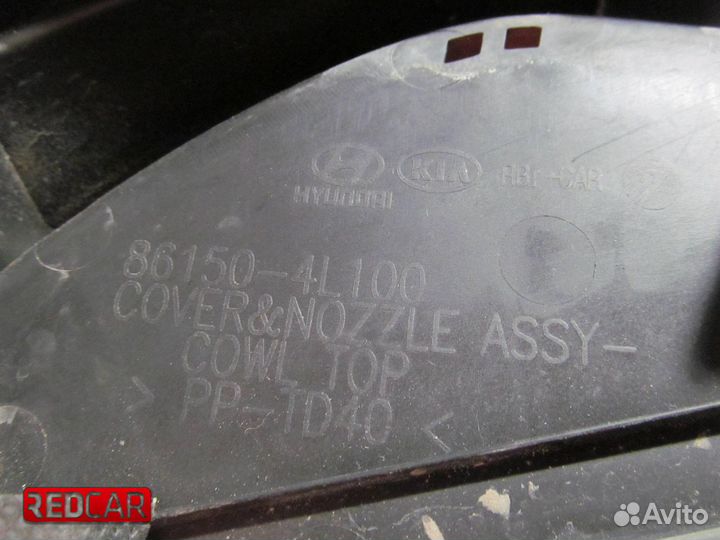 HYUNDAI KIA
86150-4L100
COVER&NOZZLE ASSY-
COWL TOP
> PP-TD40 <
REDCAR
Avito